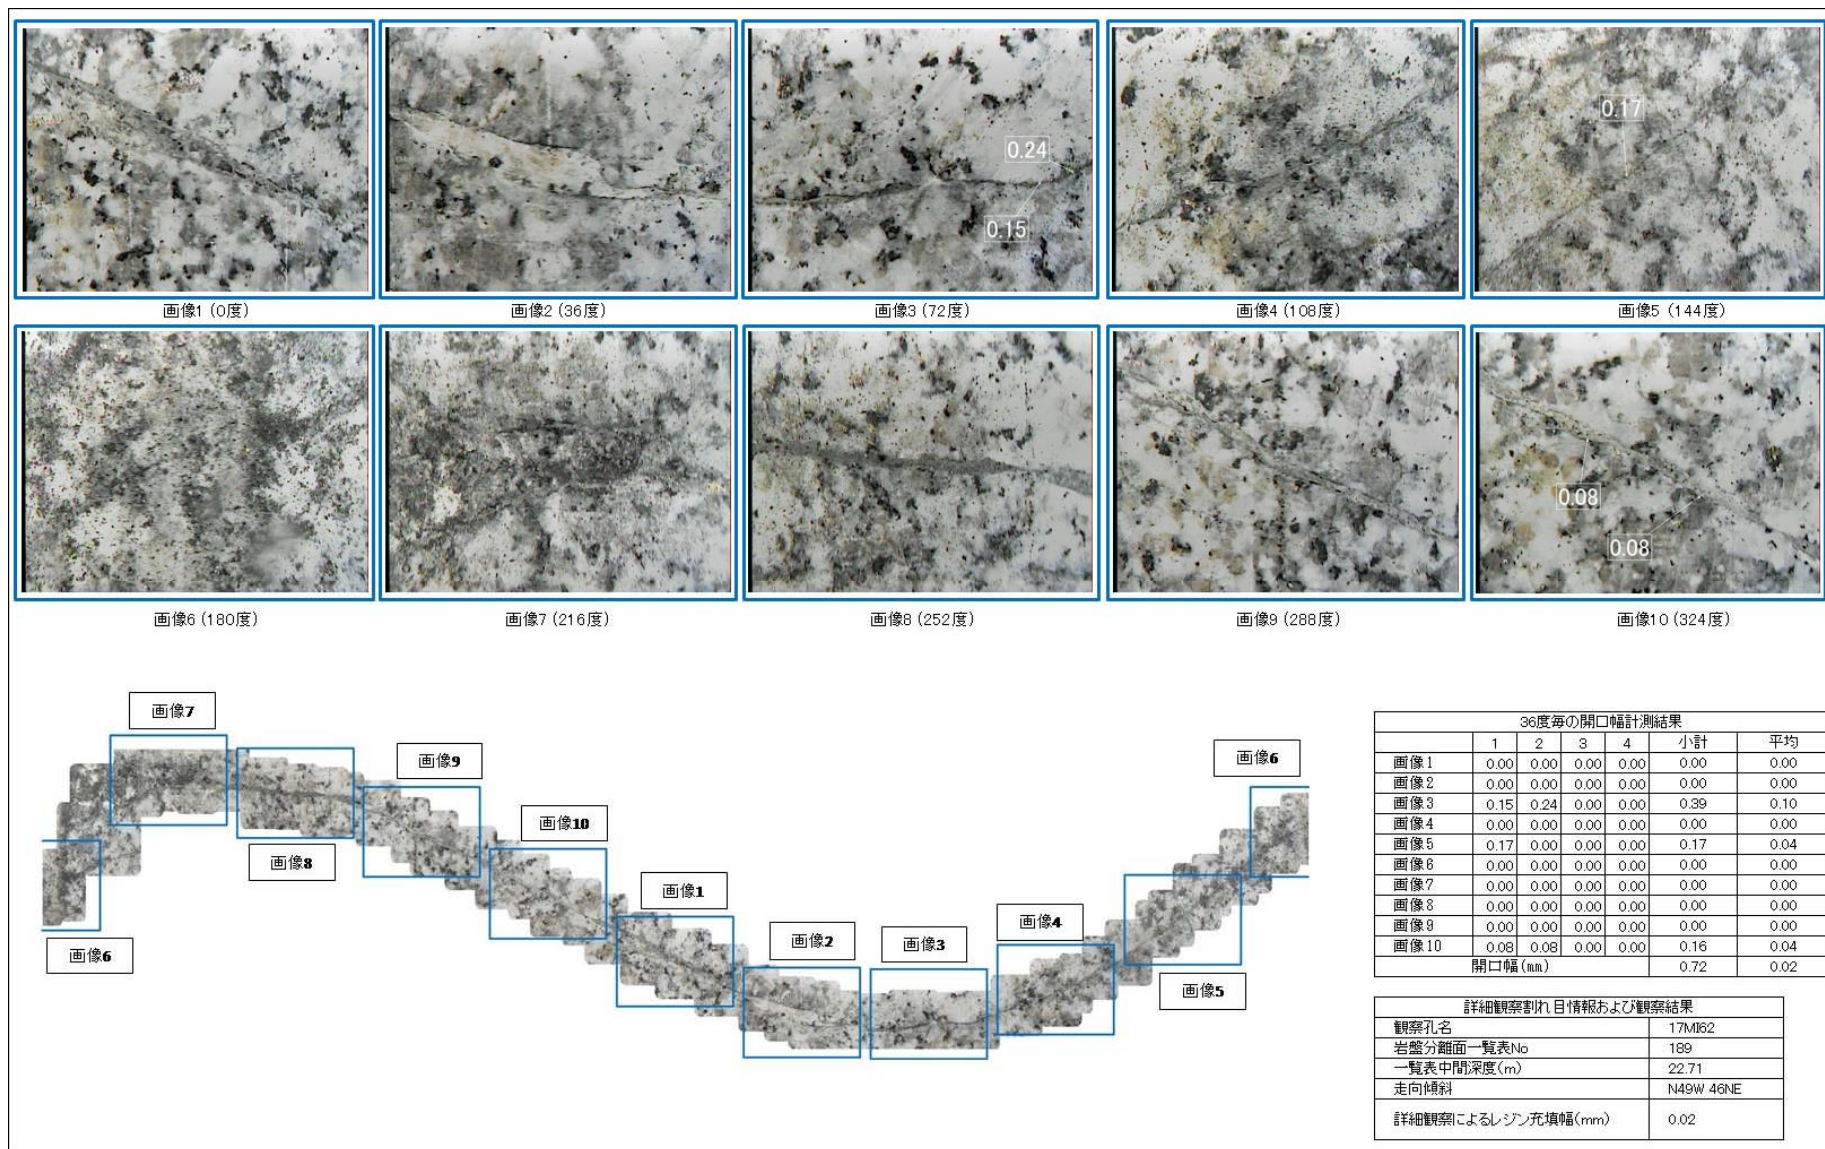 0.24
0.15
0.17
画像1 (0度)
画像2 (36度)
画像3 (72度)
画像4 (108度)
画像5 (144度)
0.08
0.08
画像6 (180度)
画像7 (216度)
画像8 (252度)
画像9 (288度)
画像10 (324度)
画像7
画像9
画像6
画像10
画像8
画像1
画像4
画像2
画像3
画像6
画像5
36度毎の開口幅計測結果
1 2 3 4 小計 平均
画像1 0.00 0.00 0.00 0.00 0.00 0.00
画像2 0.00 0.00 0.00 0.00 0.00 0.00
画像3 0.15 0.24 0.00 0.00 0.39 0.10
画像4 0.00 0.00 0.00 0.00 0.00 0.00
画像5 0.17 0.00 0.00 0.00 0.17 0.04
画像6 0.00 0.00 0.00 0.00 0.00 0.00
画像7 0.00 0.00 0.00 0.00 0.00 0.00
画像8 0.00 0.00 0.00 0.00 0.00 0.00
画像9 0.00 0.00 0.00 0.00 0.00 0.00
画像10 0.08 0.08 0.00 0.00 0.16 0.04
開口幅(mm) 0.72 0.02
詳細観察割れ目情報および観察結果
観察孔名 17MI62
岩盤分離面一覧表No 189
一覧表中間深度(m) 22.71
走向傾斜 N49W 46NE
詳細観察によるレジン充填幅(mm) 0.02